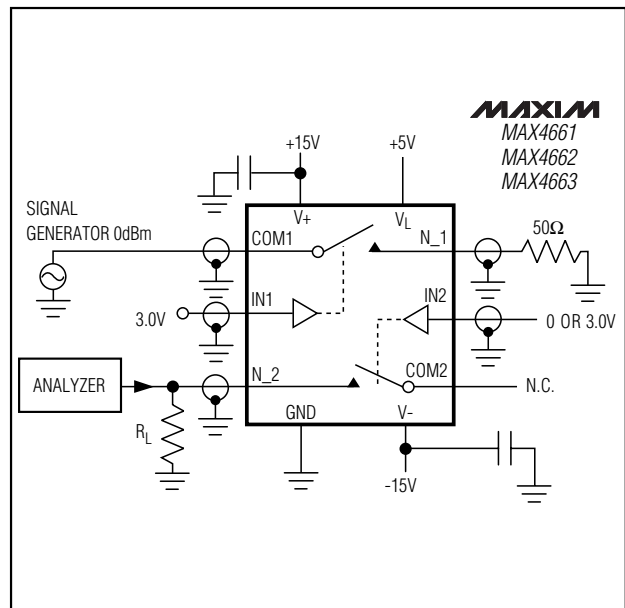 MAXIM
MAX4661
MAX4662
MAX4663
+15V
+5V
SIGNAL
GENERATOR 0dBm
V+
VL
COM1
N_1
50Ω
IN1
IN2
3.0V
0 OR 3.0V
ANALYZER
N_2
COM2
N.C.
RL
GND
V-
-15V